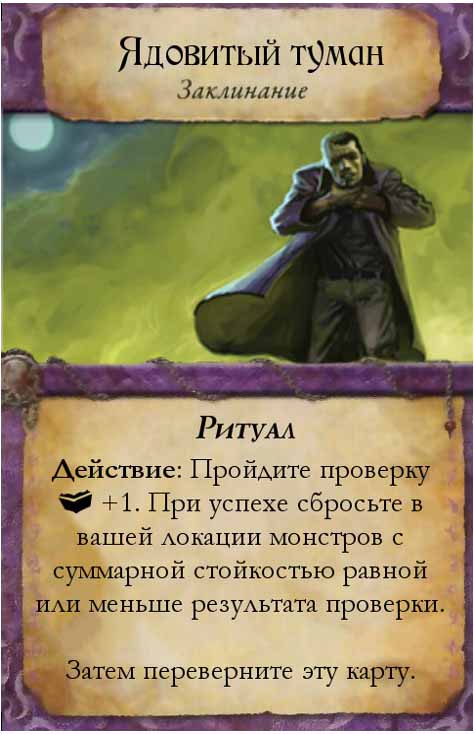 Ядовитый туман
Заклинание
Ритуал
Действие: Пройдите проверку
+1. При успехе сбросьте в
вашей локации монстров с
суммарной стойкостью равной
или меньше результата проверки.
Затем переверните эту карту.